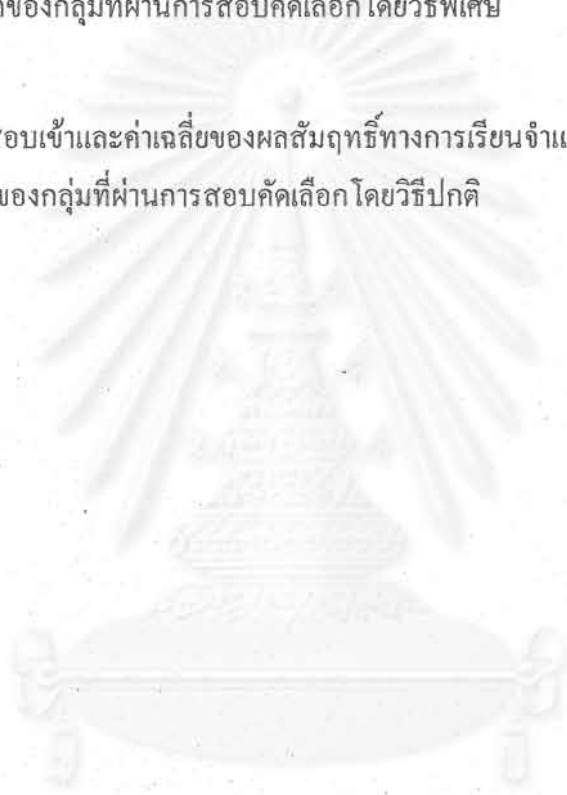 ของกลุ่มที่ผ่านการสอบคัดเลือกโดยวิธีพิเศษ
สอบเข้าและค่าเฉลี่ยของผลสัมฤทธิ์ทางการเรียนจำแ
ของกลุ่มที่ผ่านการสอบคัดเลือกโดยวิธีปกติ